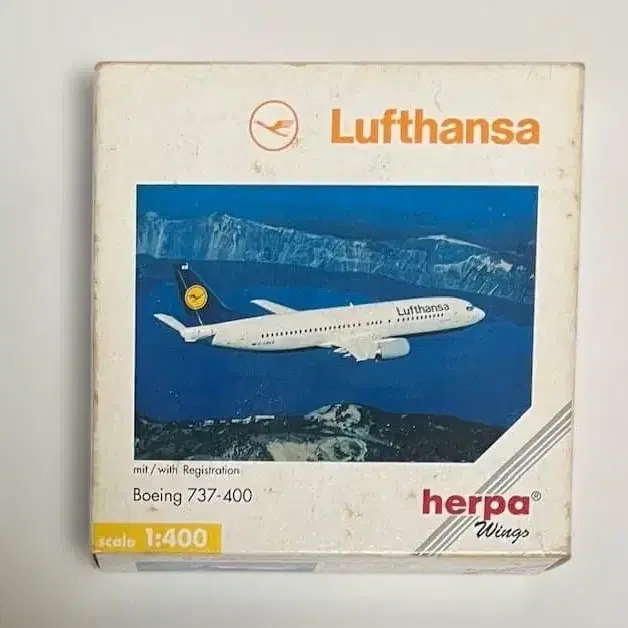 Lufthansa
Lufthansa
mit/with Registration
Boeing 737-400
herpa®
Wings
scale 1:400